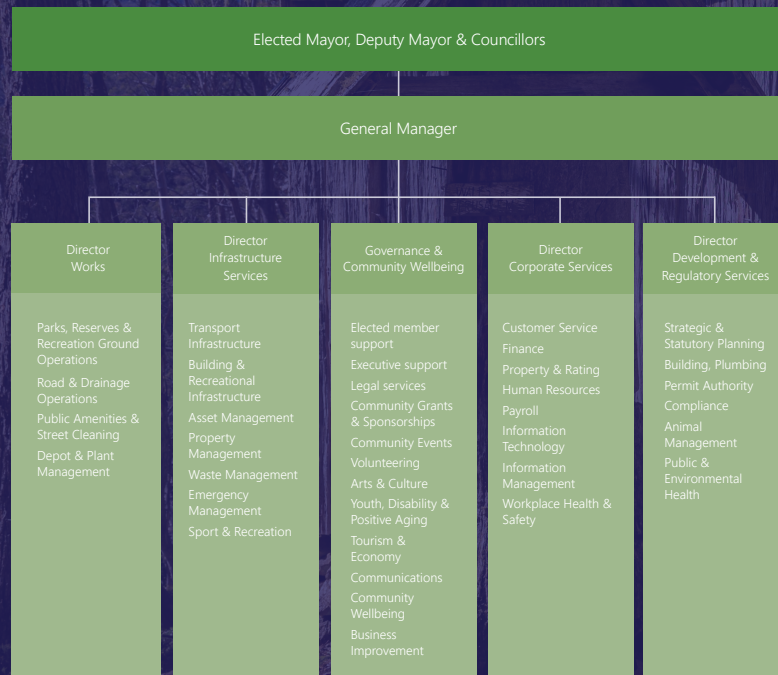 Elected Mayor, Deputy Mayor & Councillors
General Manager
Director
Works
Parks, Reserves &
Recreation Ground
Operations
Road & Drainage
Operations
Public Amenities &
Street Cleaning
Depot & Plant
Management
Director
Infrastructure
Services
Transport
Infrastructure
Building &
Recreational
Infrastructure
Asset Management
Property
Management
Waste Management
Emergency
Management
Sport & Recreation
Governance &
Community Wellbeing
Elected member
support
Executive support
Legal services
Community Grants
& Sponsorships
Community Events
Volunteering
Arts & Culture
Youth, Disability &
Positive Aging
Tourism &
Economy
Communications
Community
Wellbeing
Business
Improvement
Director
Corporate Services
Customer Service
Finance
Property & Rating
Human Resources
Payroll
Information
Technology
Information
Management
Workplace Health &
Safety
Director
Development &
Regulatory Services
Strategic &
Statutory Planning
Building, Plumbing
Permit Authority
Compliance
Animal
Management
Public &
Environmental
Health